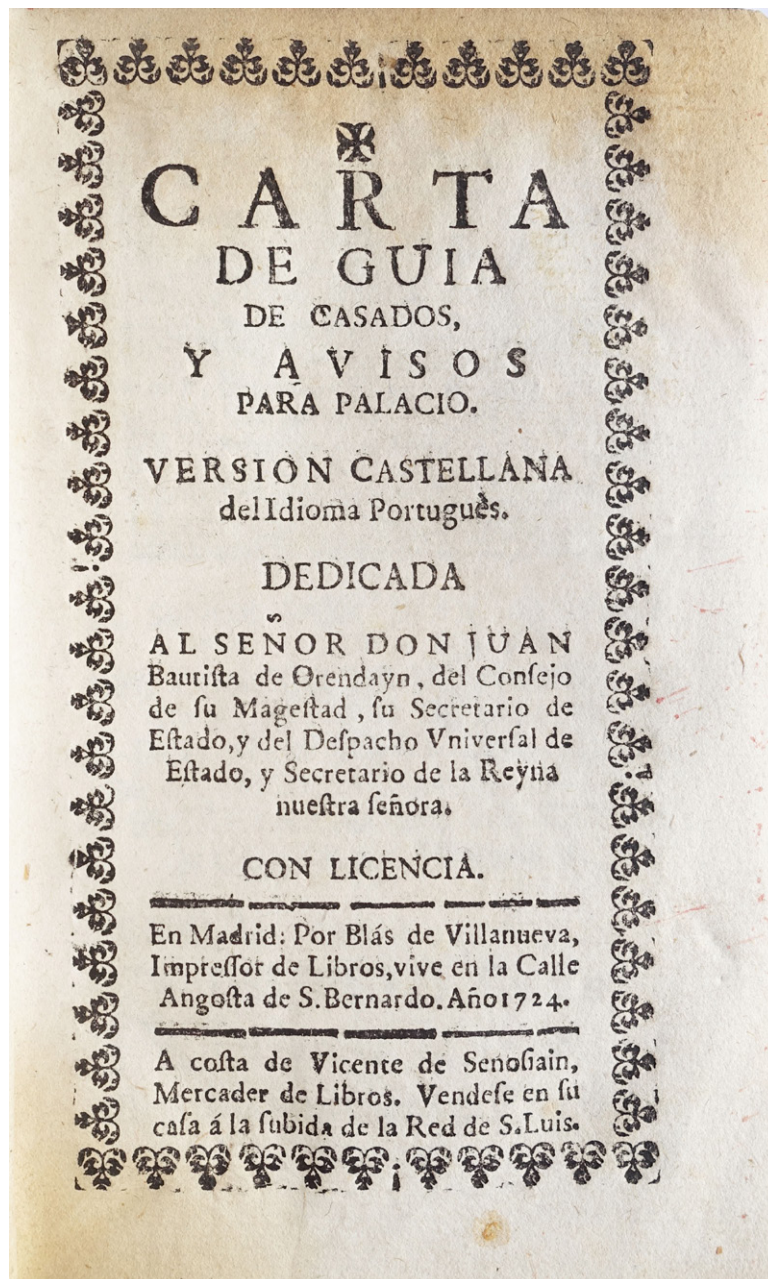 ✠
CARTA
DE GUIA
DE CASADOS,
Y AVISOS
PARA PALACIO.
VERSION CASTELLANA
del Idioma Portuguès.
DEDICADA
AL SEÑOR DON JUAN
Bautiſta de Orendayn, del Conſejo
de ſu Mageſtad, ſu Secretario de
Eſtado, y del Deſpacho Vniverſal de
Eſtado, y Secretario de la Reyna
nueſtra ſeñora.
CON LICENCIA.
En Madrid: Por Blás de Villanueva,
Impreſſor de Libros, vive en la Calle
Angoſta de S. Bernardo. Año 1724.
A coſta de Vicente de Senoſiain,
Mercader de Libros. Vendeſe en ſu
caſa á la ſubida de la Red de S. Luis.